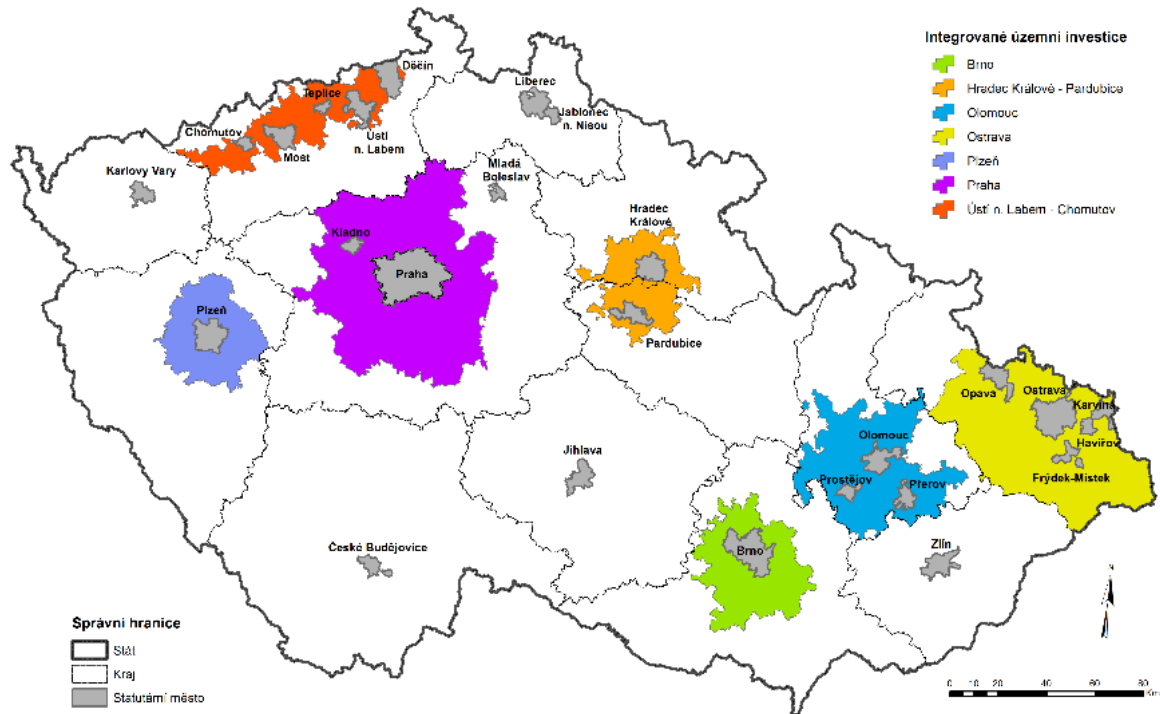 Integrované územní investice
Brno
Hradec Králové - Pardubice
Olomouc
Ostrava
Plzeň
Praha
Ústí n. Labem - Chomutov
Děčín
Teplice
Liberec
Jablonec
n. Nisou
Chomutov
Ústí
n. Labem
Most
Karlovy Vary
Mladá
Boleslav
Hradec
Králové
Kladno
Praha
Plzeň
Pardubice
Opava
Ostrava
Karviná
Havířov
Frýdek-Místek
Olomouc
Prostějov
Přerov
Jihlava
Brno
Zlín
České Budějovice
Správní hranice
Stát
Kraj
Statutární město
N
0 10 20 40 60 80
Km